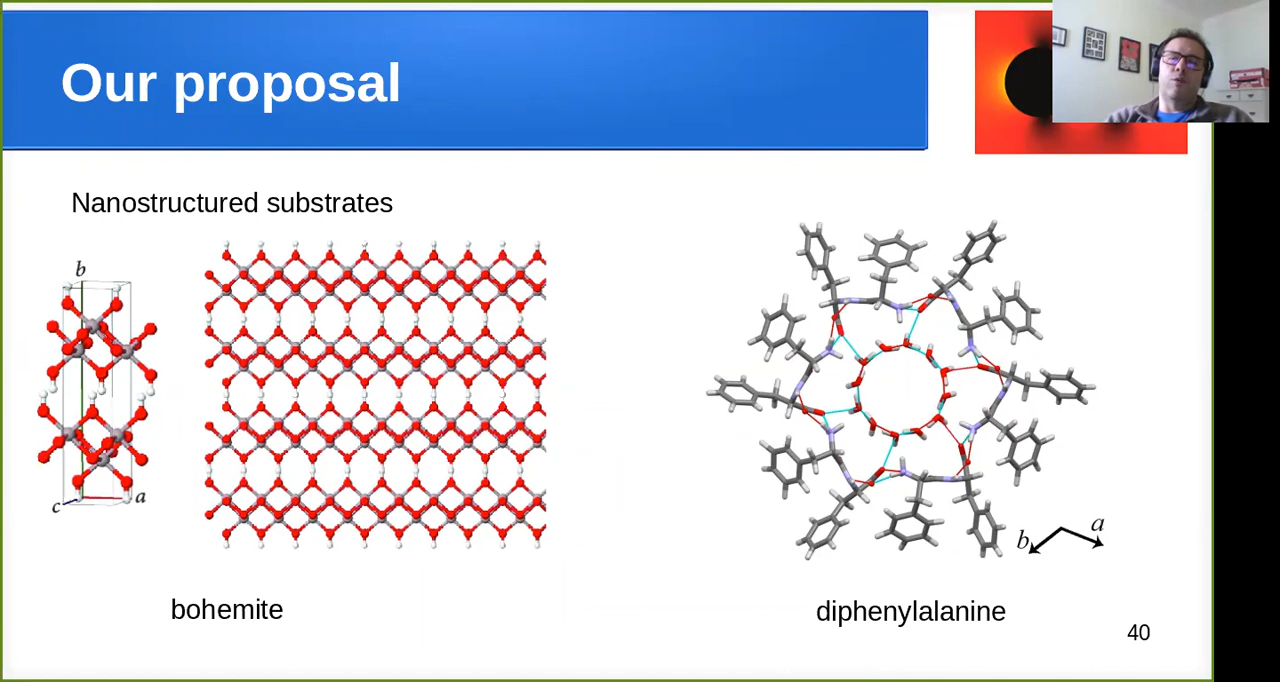 Our proposal
Nanostructured substrates
b
c
a
b
a
bohemite
diphenylalanine
40